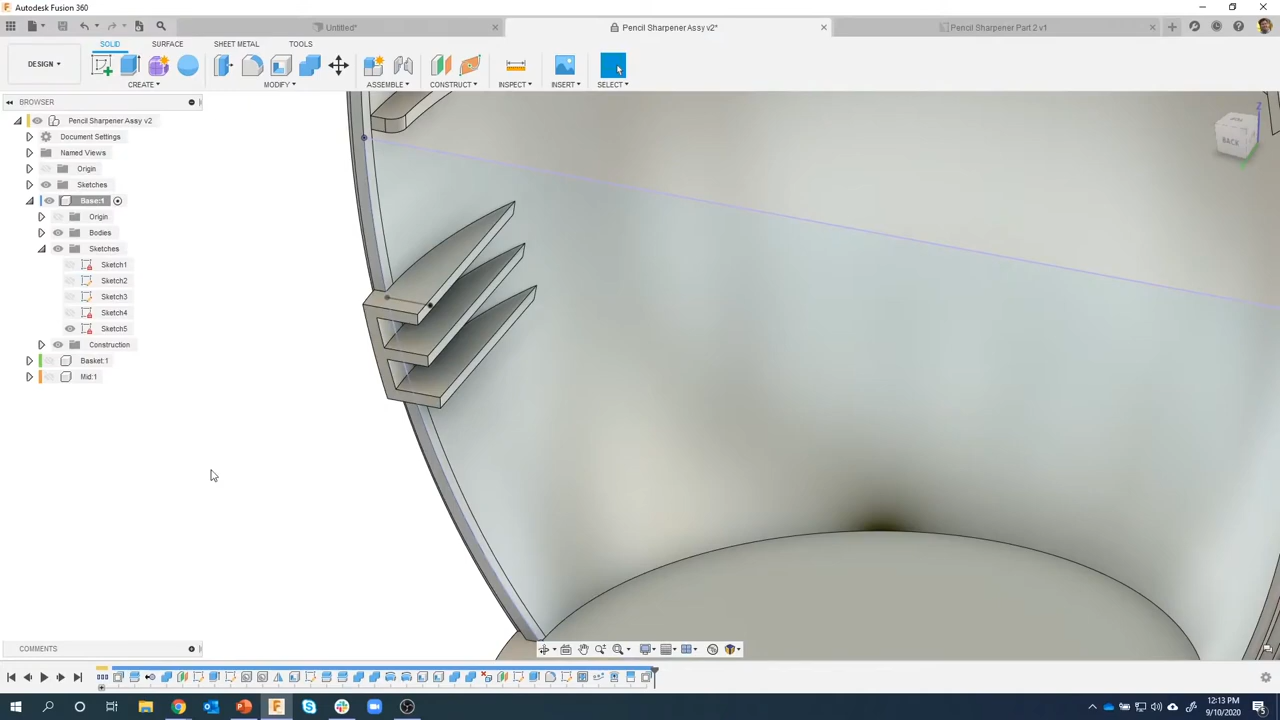 Autodesk Fusion 360
Untitled*
Pencil Sharpener Assy v2*
Pencil Sharpener Part 2 v1
DESIGN
SOLID
SURFACE
SHEET METAL
TOOLS
CREATE
MODIFY
ASSEMBLE
CONSTRUCT
INSPECT
INSERT
SELECT
BROWSER
Pencil Sharpener Assy v2
Document Settings
Named Views
Origin
Sketches
Base:1
Origin
Bodies
Sketches
Sketch1
Sketch2
Sketch3
Sketch4
Sketch5
Construction
Basket:1
Mid:1
Z
BACK
COMMENTS
12:13 PM
9/10/2020
5